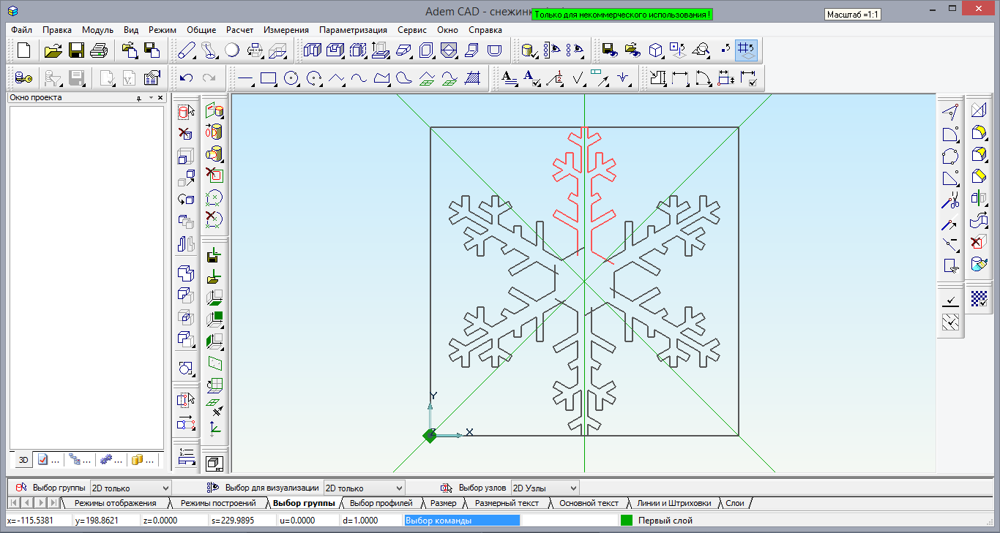 Adem CAD - снежинк
Только для некоммерческого использования !
Масштаб =1:1
Файл Правка Модуль Вид Режим Общие Расчет Измерения Параметризация Сервис Окно Справка
Окно проекта
Y
Z
X
3D ... ... ... ...
Выбор группы 2D только Выбор для визуализации 2D только Выбор узлов 2D Узлы
Режимы отображения Режимы построений Выбор группы Выбор профилей Размер Размерный текст Основной текст Линии и Штриховки Слои
x=-115.5381 y=198.8621 z=0.0000 s=229.9895 u=0.0000 d=1.0000 Выбор команды Первый слой